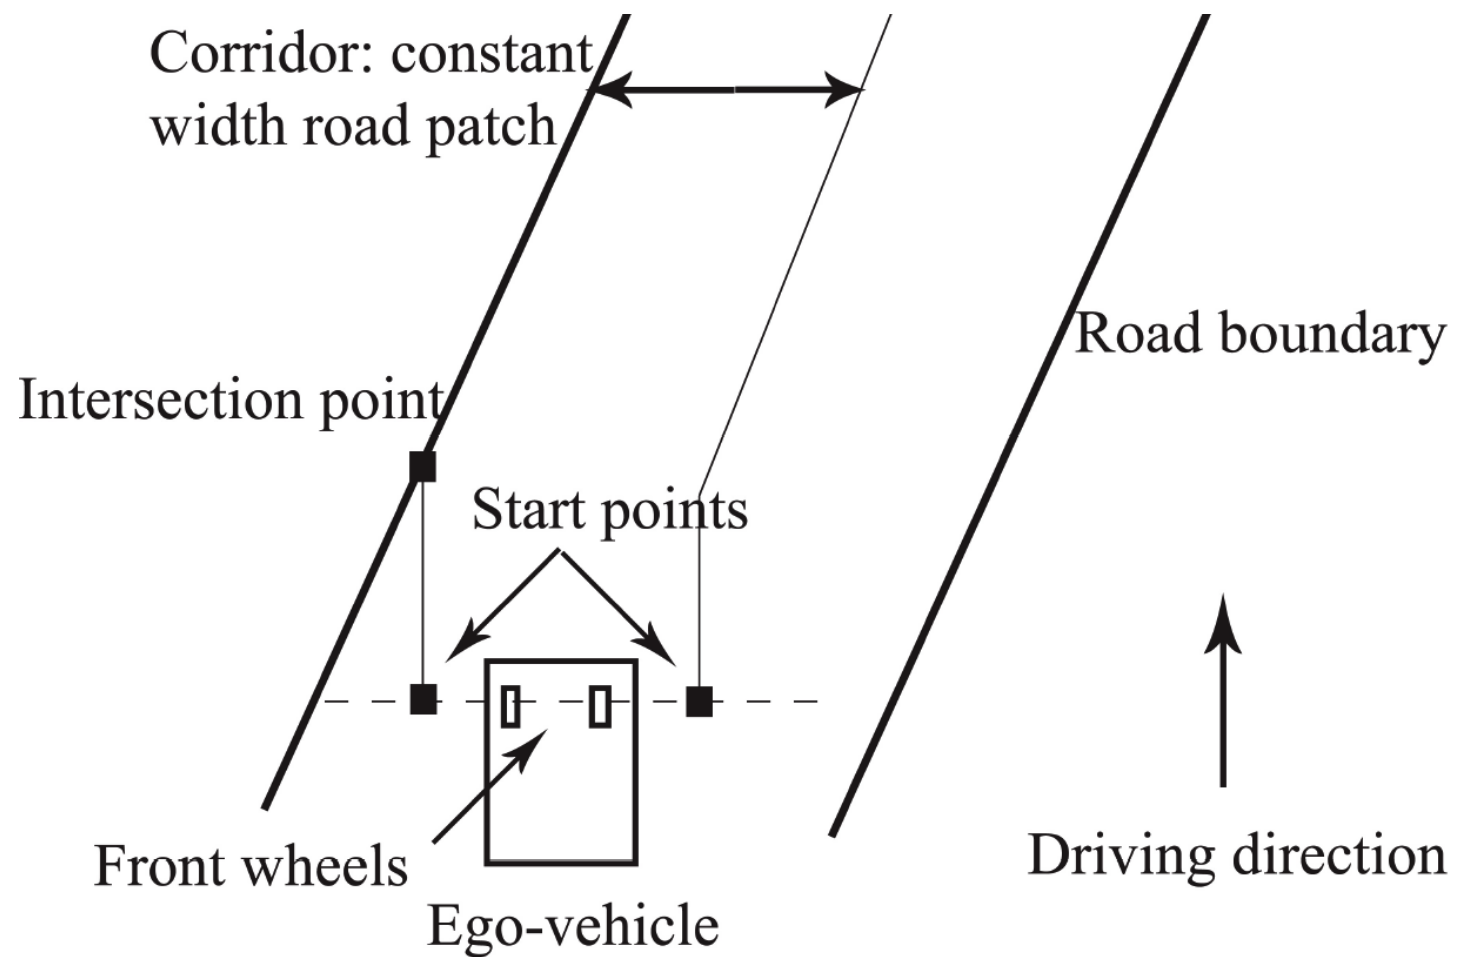 Corridor: constant
width road patch
Road boundary
Intersection point
Start points
Front wheels
Driving direction
Ego-vehicle